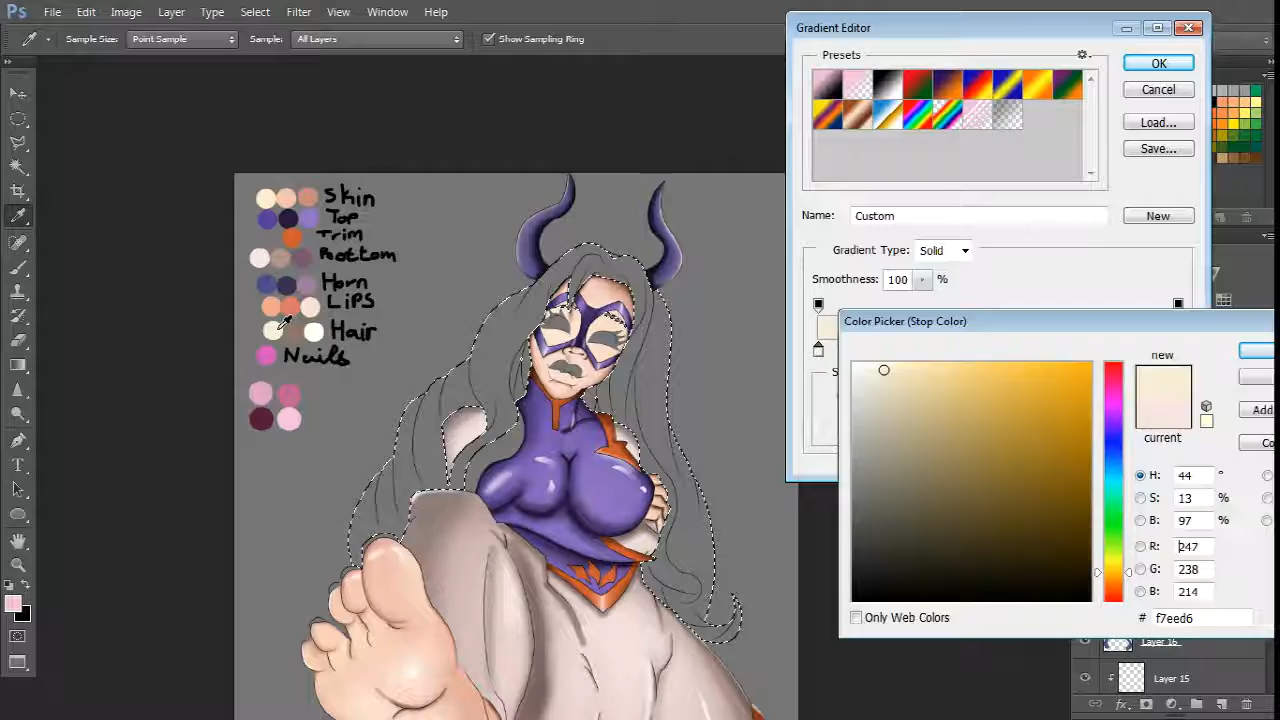 Ps File Edit Image Layer Type Select Filter View Window Help
Sample Size: Point Sample Sample: All Layers Show Sampling Ring
Gradient Editor
Presets
OK
Cancel
Load...
Save...
Name: Custom
New
Gradient Type: Solid
Smoothness: 100 %
Color Picker (Stop Color)
new
current
Add
Co
H: 44 °
S: 13 %
B: 97 %
R: 247
G: 238
B: 214
Only Web Colors
# f7eed6
Skin
Top
Trim
Bottom
Horn
LiPS
Hair
Nails
Layer 16
Layer 15
fx